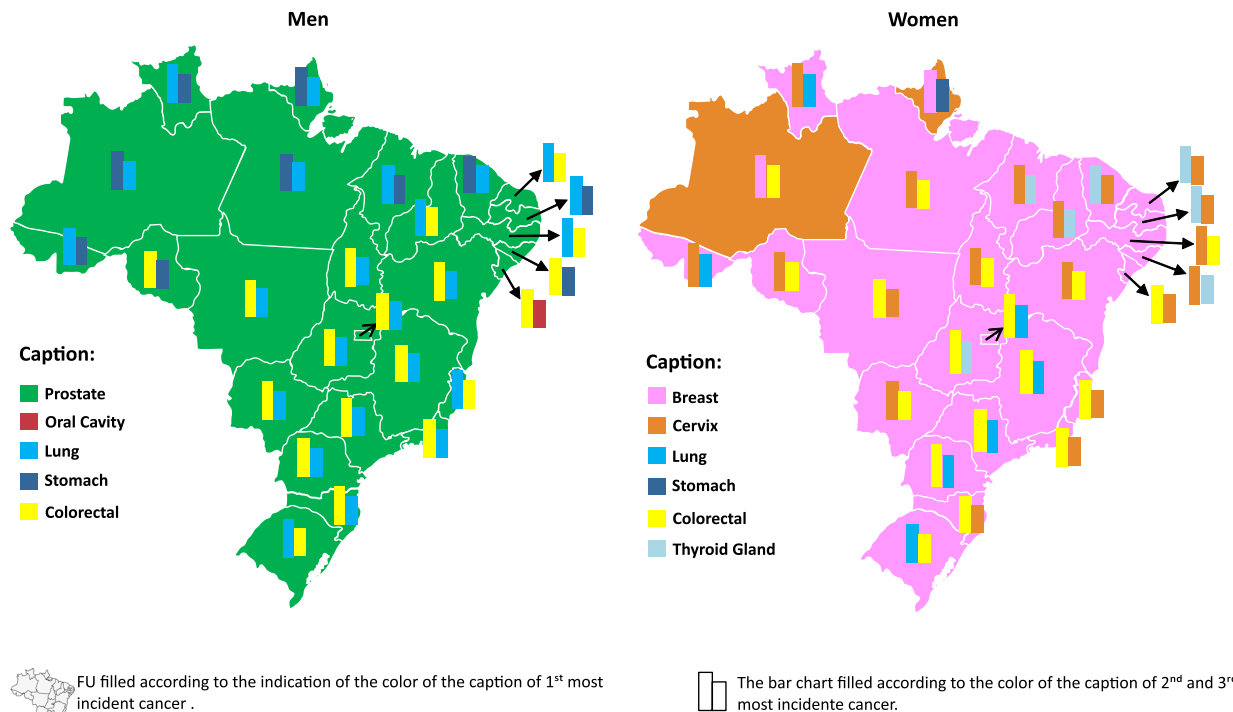 Men
Women
Caption:
Prostate
Oral Cavity
Lung
Stomach
Colorectal
Caption:
Breast
Cervix
Lung
Stomach
Colorectal
Thyroid Gland
FU filled according to the indication of the color of the caption of 1st most
incident cancer .
The bar chart filled according to the color of the caption of 2nd and 3r
most incidente cancer.